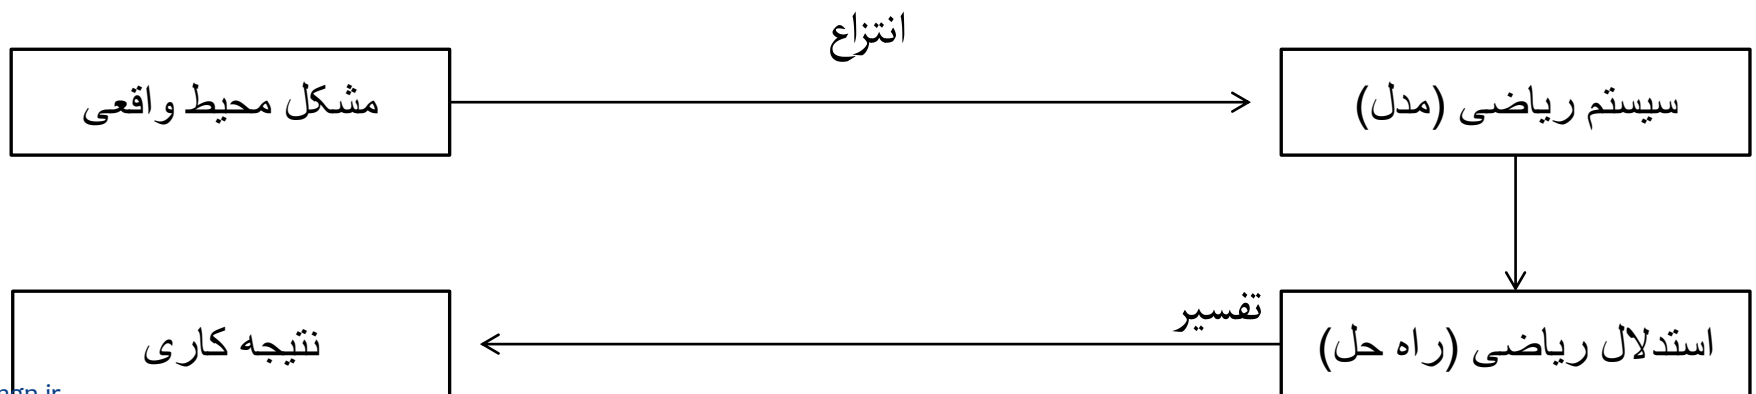 انتزاع
مشکل محیط واقعی
سیستم ریاضی (مدل)
تفسیر
استدلال ریاضی (راه حل)
نتیجه کاری